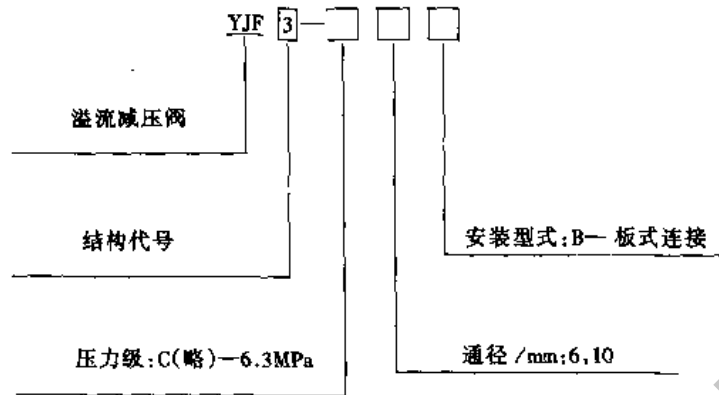 YJF 3—□ □ □
溢流减压阀
结构代号
安装型式:B— 板式连接
压力级:C(略)—6.3MPa
通径/mm:6,10